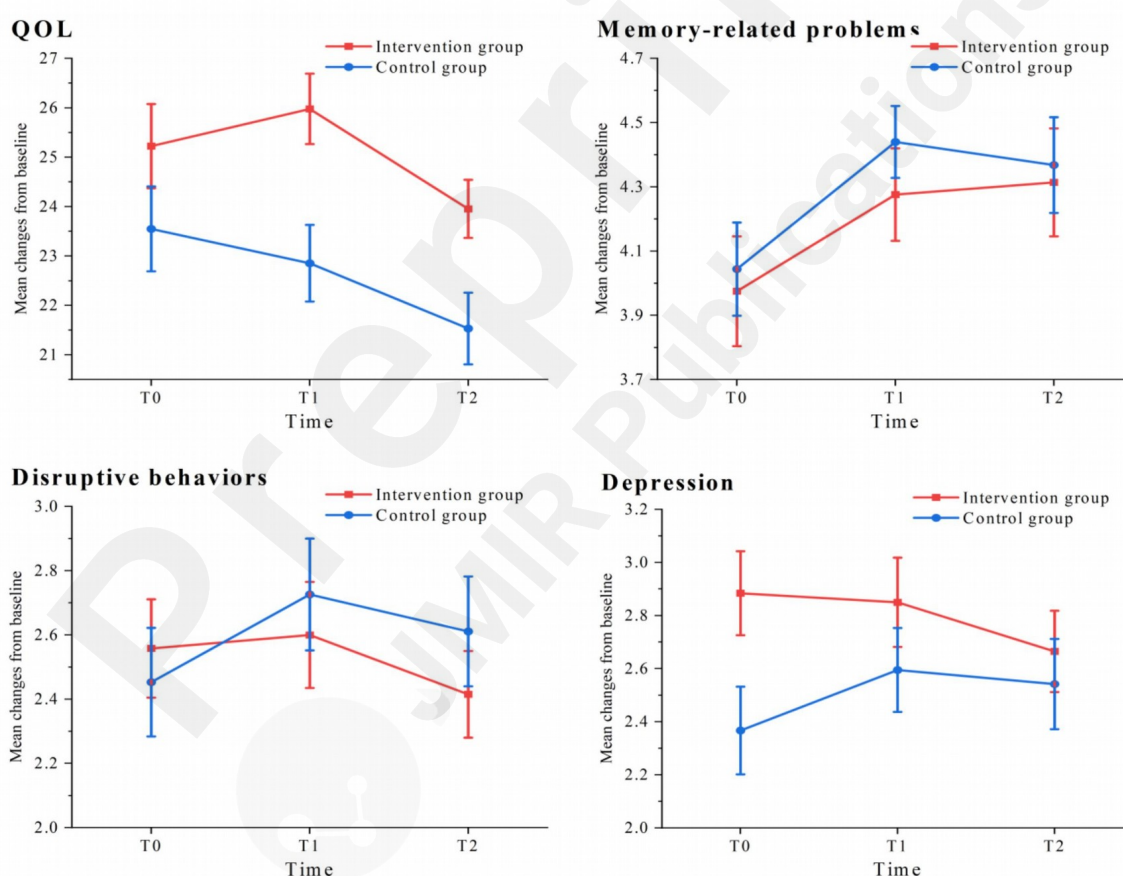 QOL
Intervention group
Control group
Mean changes from baseline
27
26
25
24
23
22
21
T0 T1 T2
Time
Memory-related problems
Intervention group
Control group
Mean changes from baseline
4.7
4.5
4.3
4.1
3.9
3.7
T0 T1 T2
Time
Disruptive behaviors
Intervention group
Control group
Mean changes from baseline
3.0
2.8
2.6
2.4
2.2
2.0
T0 T1 T2
Time
Depression
Intervention group
Control group
Mean changes from baseline
3.2
3.0
2.8
2.6
2.4
2.2
2.0
T0 T1 T2
Time
JMIR Publications